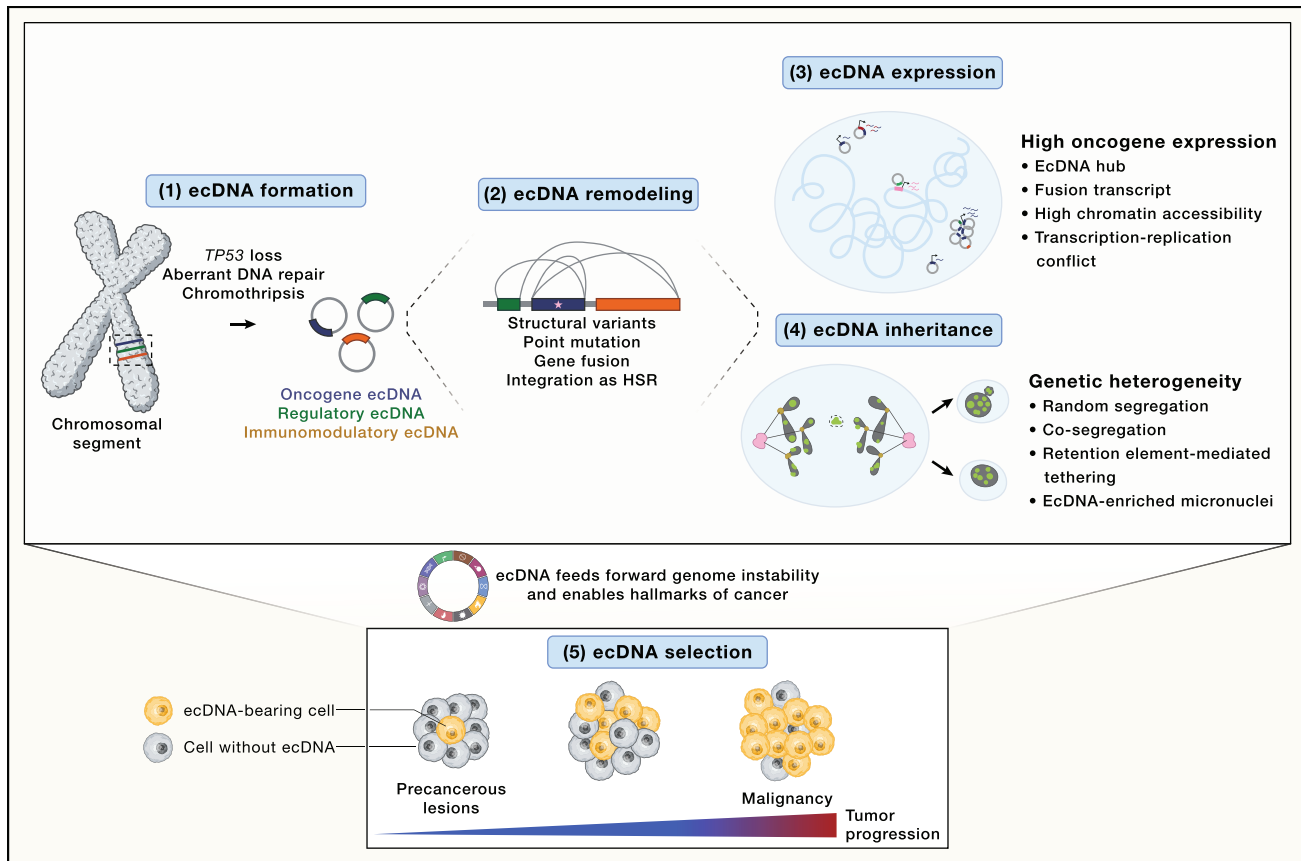 (1) ecDNA formation
TP53 loss
Aberrant DNA repair
Chromothripsis
Chromosomal
segment
Oncogene ecDNA
Regulatory ecDNA
Immunomodulatory ecDNA
(2) ecDNA remodeling
Structural variants
Point mutation
Gene fusion
Integration as HSR
(3) ecDNA expression
High oncogene expression
• EcDNA hub
• Fusion transcript
• High chromatin accessibility
• Transcription-replication
conflict
(4) ecDNA inheritance
Genetic heterogeneity
• Random segregation
• Co-segregation
• Retention element-mediated
tethering
• EcDNA-enriched micronuclei
ecDNA feeds forward genome instability
and enables hallmarks of cancer
(5) ecDNA selection
ecDNA-bearing cell
Cell without ecDNA
Precancerous
lesions
Malignancy
Tumor
progression